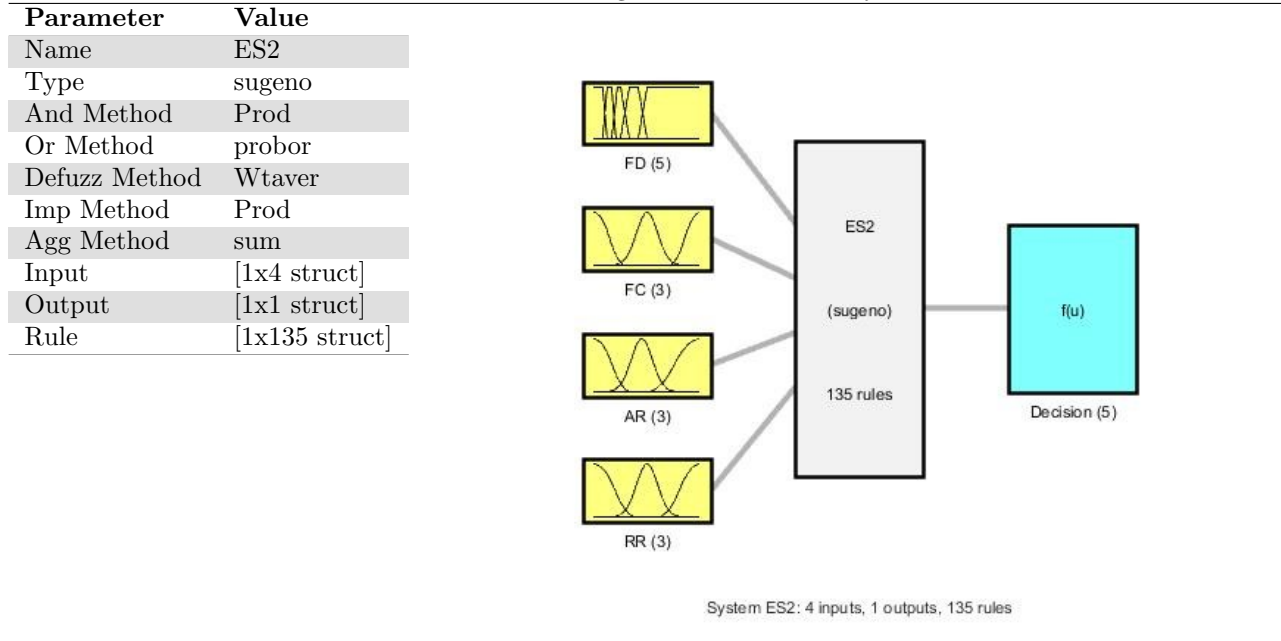 Parameter Value
Name ES2
Type sugeno
And Method Prod
Or Method probor
Defuzz Method Wtaver
Imp Method Prod
Agg Method sum
Input [1x4 struct]
Output [1x1 struct]
Rule [1x135 struct]
FD (5)
FC (3)
AR (3)
RR (3)
ES2
(sugeno)
135 rules
f(u)
Decision (5)
System ES2: 4 inputs, 1 outputs, 135 rules